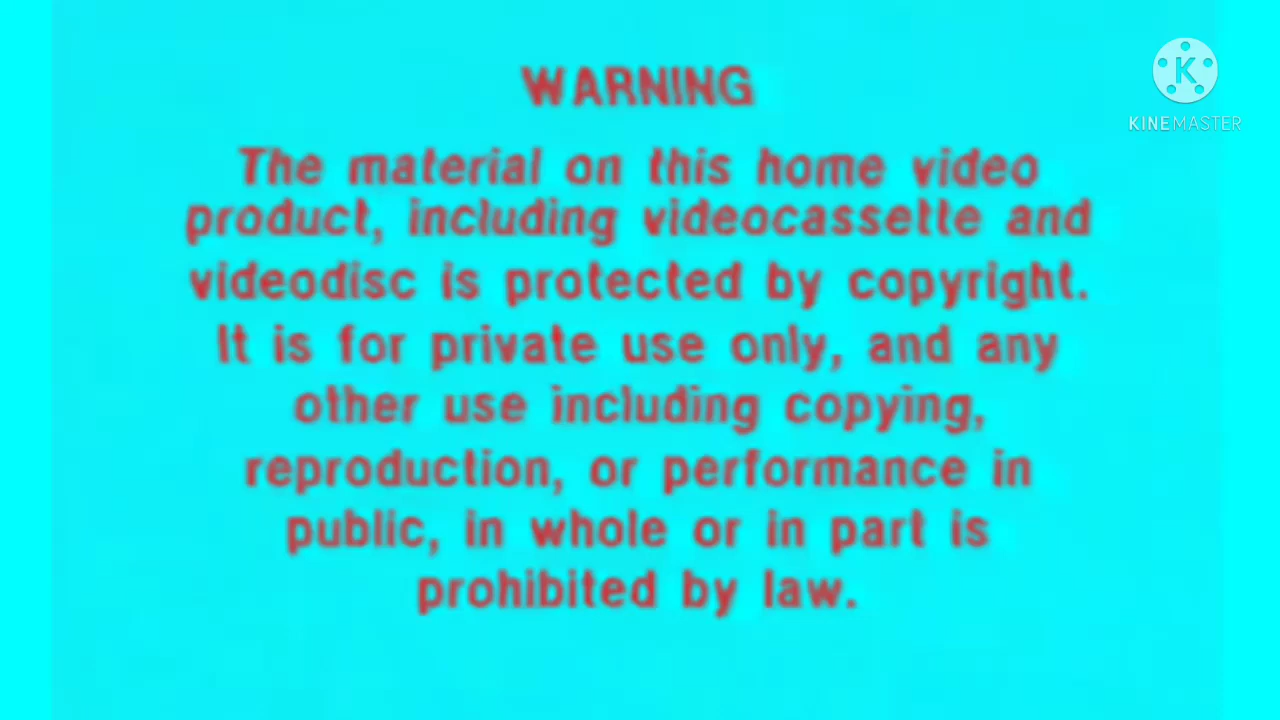 WARNING
The material on this home video
product, including videocassette and
videodisc is protected by copyright.
It is for private use only, and any
other use including copying,
reproduction, or performance in
public, in whole or in part is
prohibited by law.
K
KINEMASTER